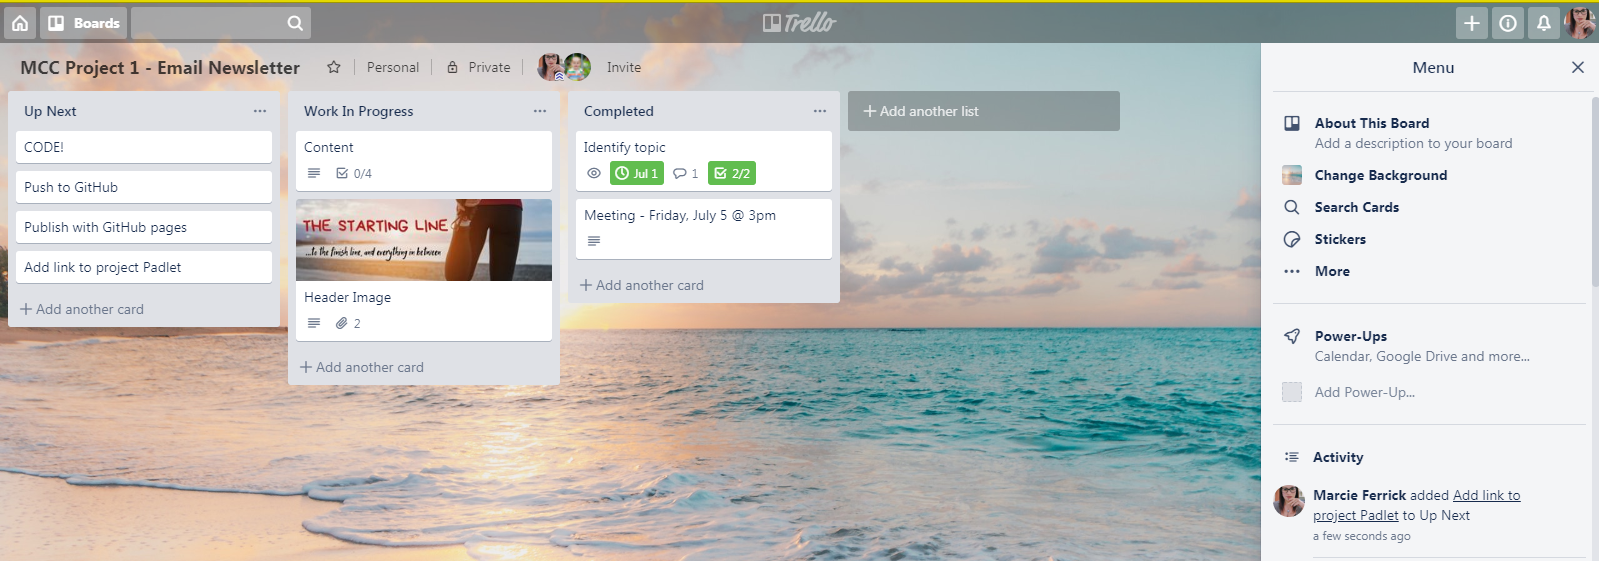 Boards
Trello
MCC Project 1 - Email Newsletter
Personal
Private
Invite
Up Next
CODE!
Push to GitHub
Publish with GitHub pages
Add link to project Padlet
Add another card
Work In Progress
Content
0/4
THE STARTING LINE
...to the finish line, and everything in between
Header Image
2
Add another card
Completed
Identify topic
Jul 1
1
2/2
Meeting - Friday, July 5 @ 3pm
Add another card
Add another list
Menu
About This Board
Add a description to your board
Change Background
Search Cards
Stickers
More
Power-Ups
Calendar, Google Drive and more...
Add Power-Up...
Activity
Marcie Ferrick added Add link to
project Padlet to Up Next
a few seconds ago